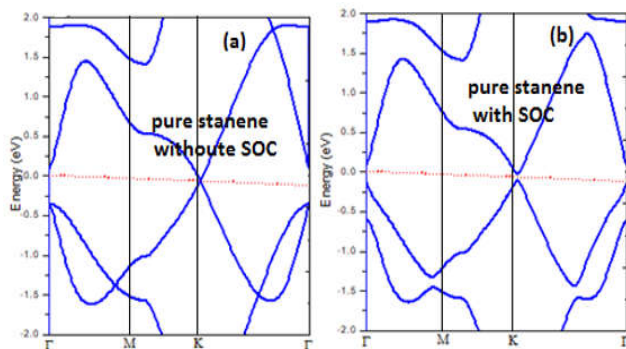 (a)
pure stanene
withoute SOC
Energy (eV)
2.0
1.5
1.0
0.5
0.0
-0.5
-1.0
-1.5
-2.0
Γ M K Γ
(b)
pure stanene
with SOC
Energy (eV)
2.0
1.5
1.0
0.5
0.0
-0.5
-1.0
-1.5
-2.0
Γ M K Γ